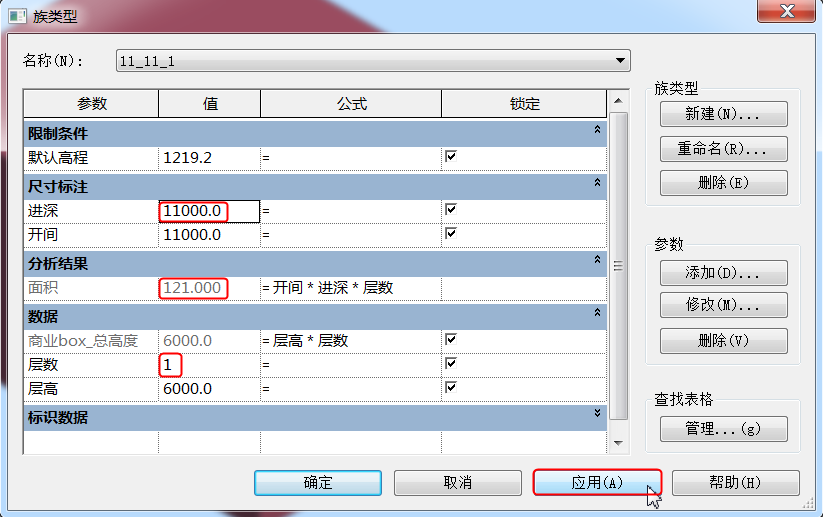 族类型
名称(N):
11_11_1
参数 值 公式 锁定
限制条件
默认高程 1219.2 =
尺寸标注
进深 11000.0 =
开间 11000.0 =
分析结果
面积 121.000 = 开间 * 进深 * 层数
数据
商业box_总高度 6000.0 = 层高 * 层数
层数 1 =
层高 6000.0 =
标识数据
族类型
新建(N)...
重命名(R)...
删除(E)
参数
添加(D)...
修改(M)...
删除(V)
查找表格
管理...(g)
确定 取消 应用(A) 帮助(H)